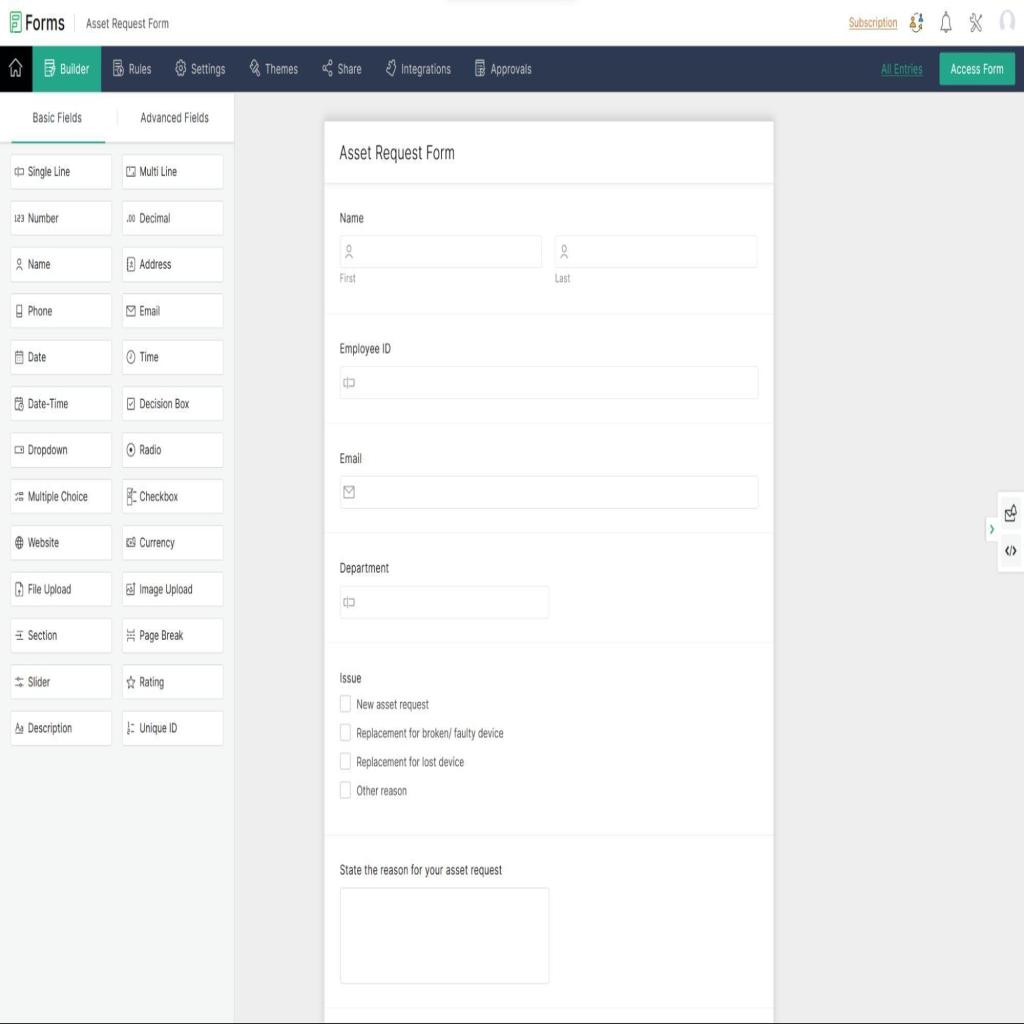 Forms Asset Request Form Subscription
Builder Rules Settings Themes Share Integrations Approvals All Entries Access Form
Basic Fields Advanced Fields
Single Line Multi Line
123 Number .00 Decimal
Name Address
Phone Email
Date Time
Date-Time Decision Box
Dropdown Radio
Multiple Choice Checkbox
Website Currency
File Upload Image Upload
Section Page Break
Slider Rating
Aa Description Unique ID
Asset Request Form
Name
First Last
Employee ID
Email
Department
Issue
New asset request
Replacement for broken/ faulty device
Replacement for lost device
Other reason
State the reason for your asset request